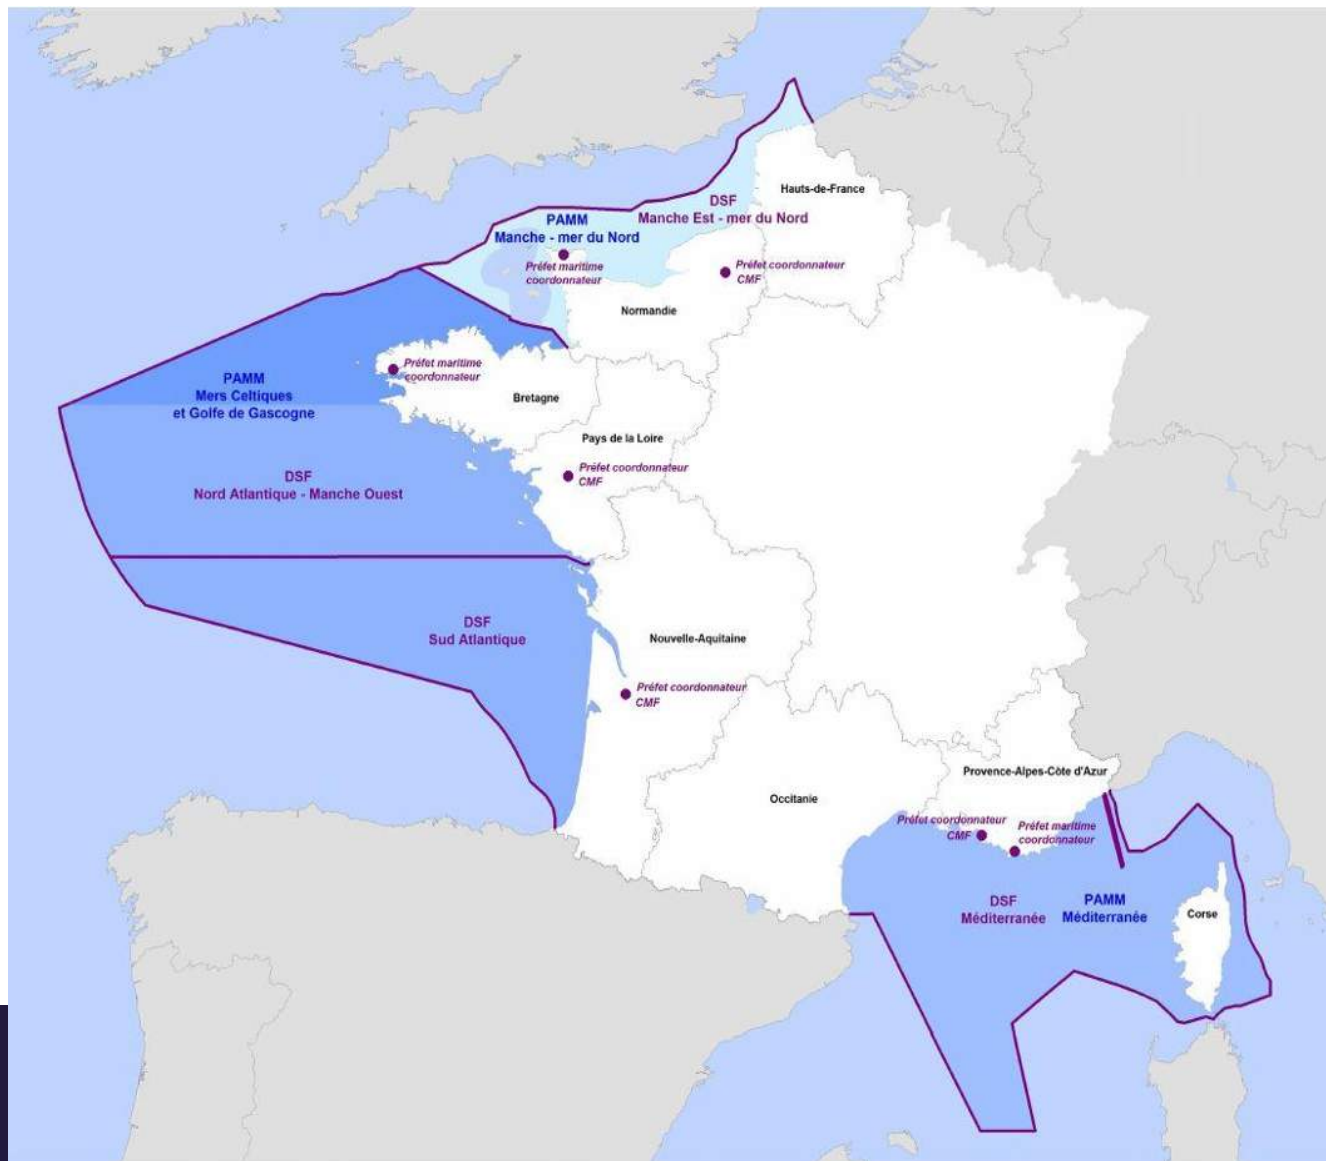 Hauts-de-France
DSF
Manche Est - mer du Nord
PAMM
Manche - mer du Nord
Préfet maritime
coordonnateur
Préfet coordonnateur
CMF
Normandie
Préfet maritime
coordonnateur
PAMM
Mers Celtiques
et Golfe de Gascogne
Bretagne
Pays de la Loire
Préfet coordonnateur
CMF
DSF
Nord Atlantique - Manche Ouest
DSF
Sud Atlantique
Nouvelle-Aquitaine
Préfet coordonnateur
CMF
Provence-Alpes-Côte d'Azur
Occitanie
Préfet coordonnateur
CMF
Préfet maritime
coordonnateur
DSF
Méditerranée
PAMM
Méditerranée
Corse